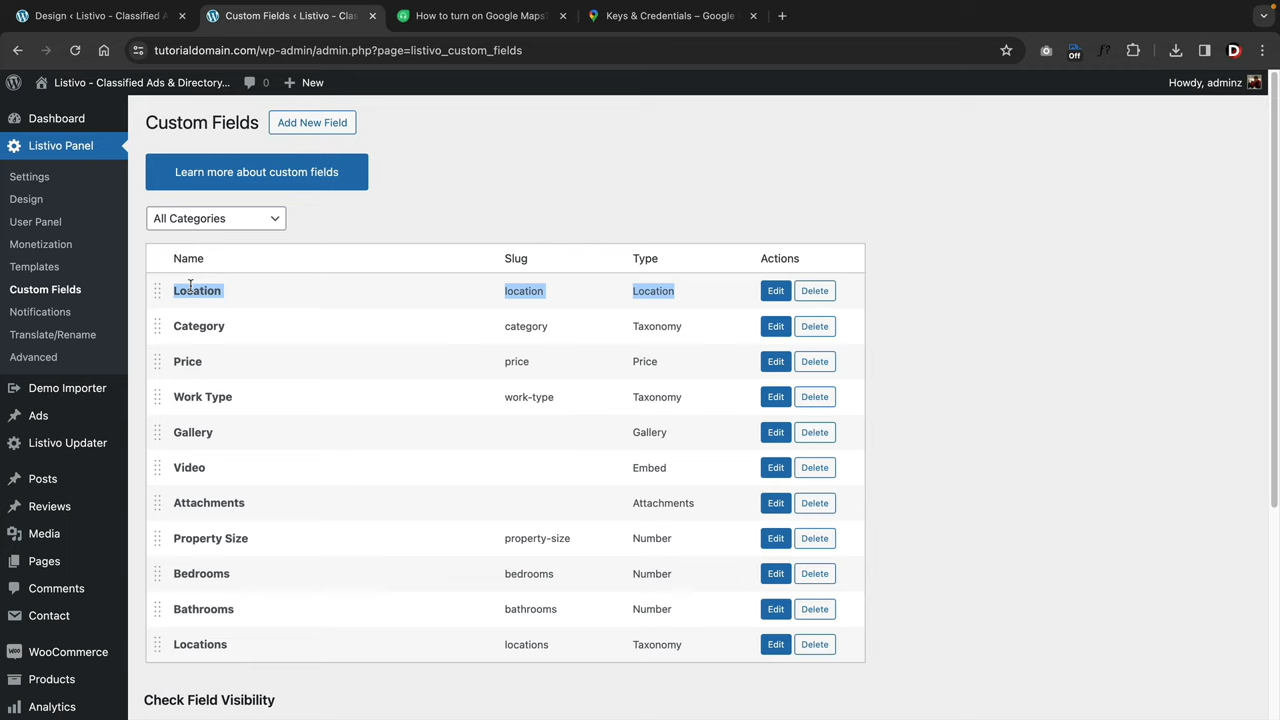 Design ‹ Listivo – Classified A
Custom Fields ‹ Listivo – Clas
How to turn on Google Maps?
Keys & Credentials – Google
tutorialdomain.com/wp-admin/admin.php?page=listivo_custom_fields
Off
f?
D
Listivo – Classified Ads & Directory...
0
New
Howdy, adminz
Dashboard
Listivo Panel
Settings
Design
User Panel
Monetization
Templates
Custom Fields
Notifications
Translate/Rename
Advanced
Demo Importer
Ads
Listivo Updater
Posts
Reviews
Media
Pages
Comments
Contact
WooCommerce
Products
Analytics
Custom Fields
Add New Field
Learn more about custom fields
All Categories
Name Slug Type Actions
Location location Location Edit Delete
Category category Taxonomy Edit Delete
Price price Price Edit Delete
Work Type work-type Taxonomy Edit Delete
Gallery Gallery Edit Delete
Video Embed Edit Delete
Attachments Attachments Edit Delete
Property Size property-size Number Edit Delete
Bedrooms bedrooms Number Edit Delete
Bathrooms bathrooms Number Edit Delete
Locations locations Taxonomy Edit Delete
Check Field Visibility